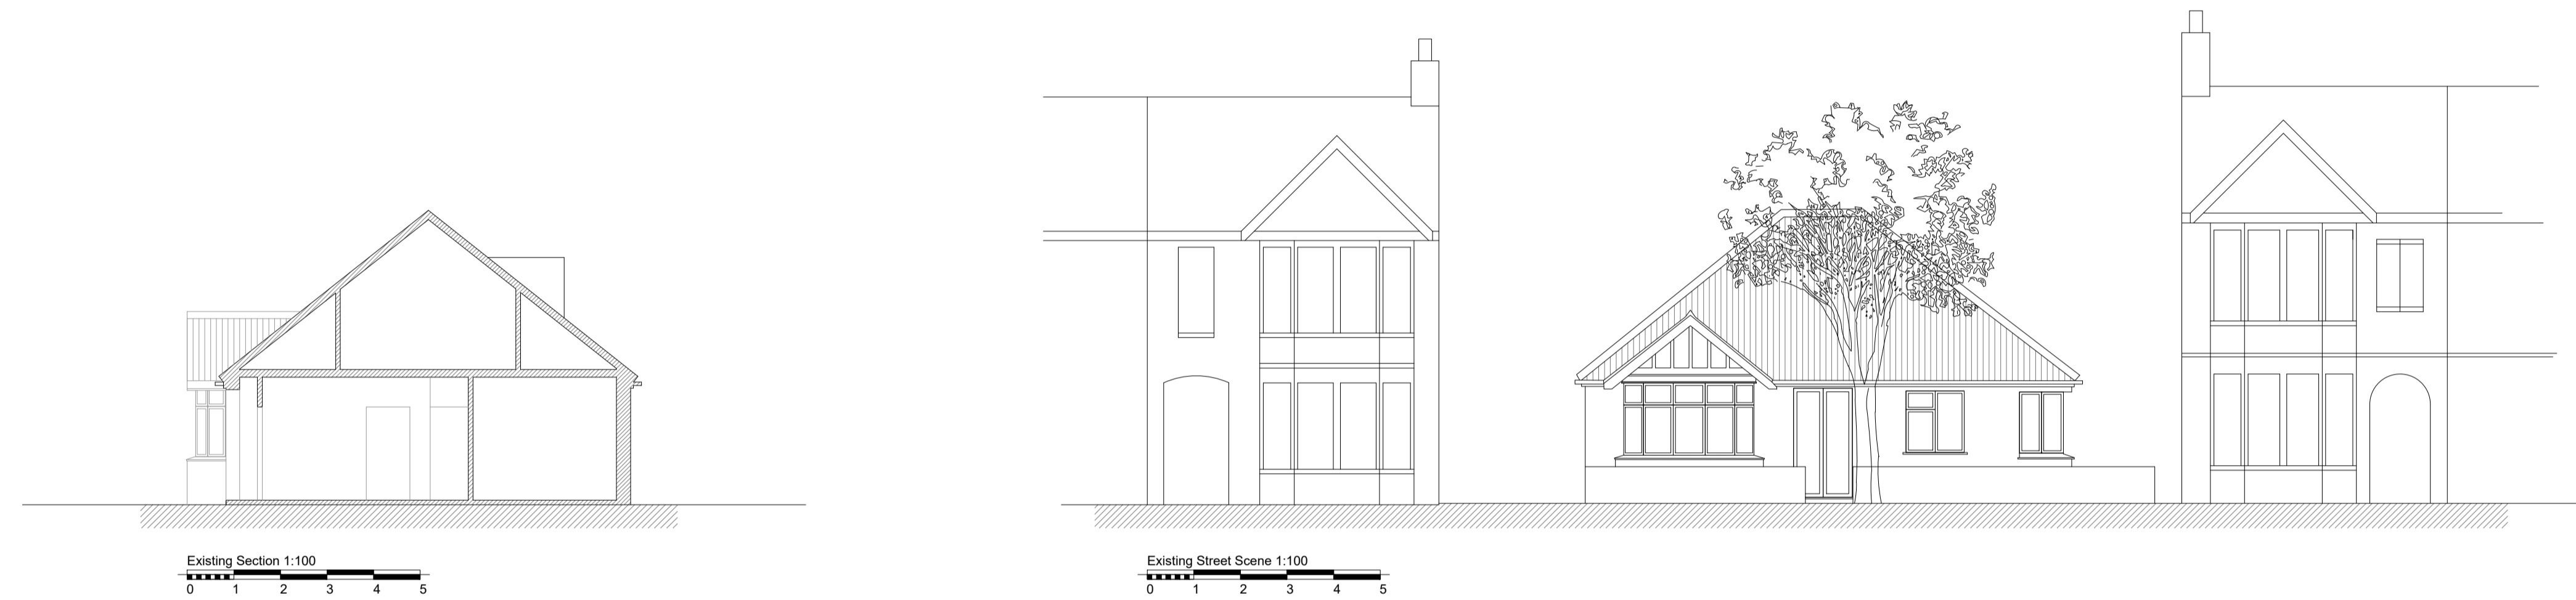 Existing Section 1:100
0 1 2 3 4 5
Existing Street Scene 1:100
0 1 2 3 4 5